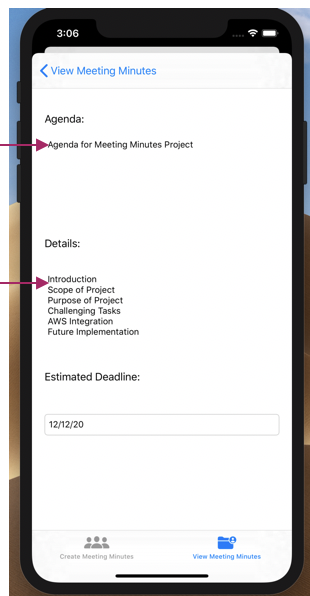 3:06
View Meeting Minutes
Agenda:
Agenda for Meeting Minutes Project
Details:
Introduction
Scope of Project
Purpose of Project
Challenging Tasks
AWS Integration
Future Implementation
Estimated Deadline:
12/12/20
Create Meeting Minutes
View Meeting Minutes